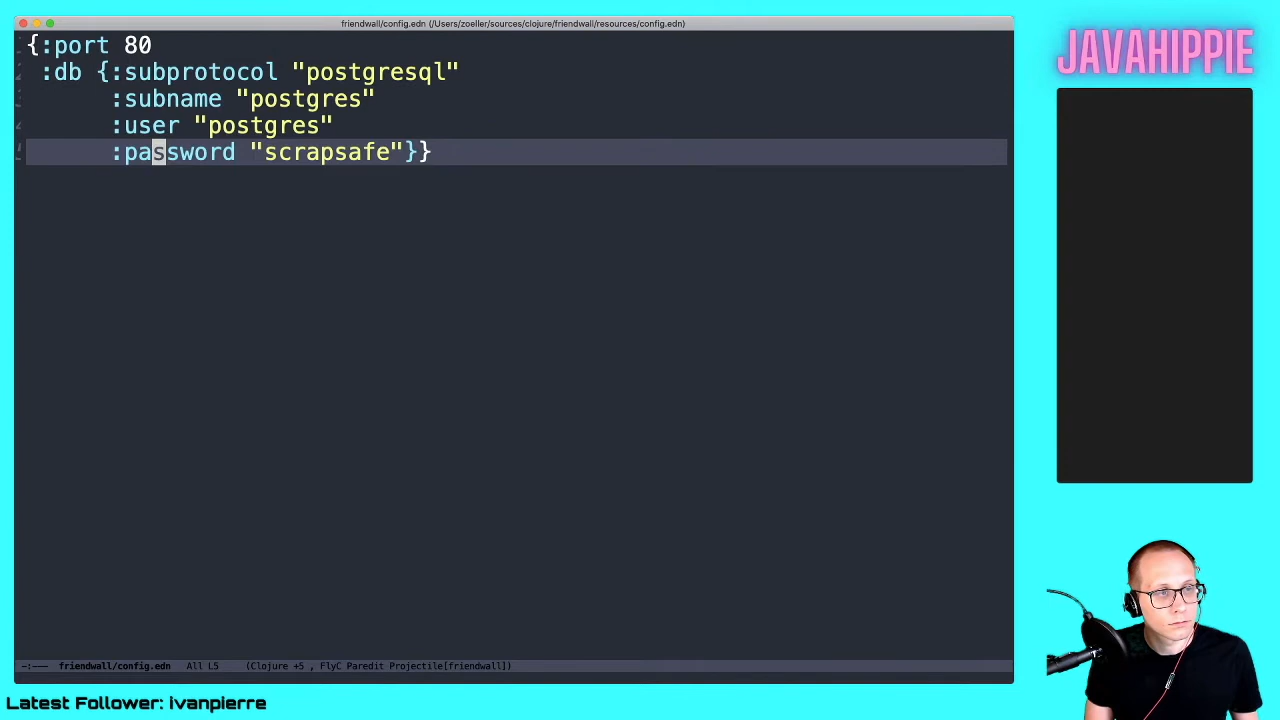 friendwall/config.edn (/Users/zoeller/sources/clojure/friendwall/resources/config.edn)
{:port 80
:db {:subprotocol "postgresql"
:subname "postgres"
:user "postgres"
:password "scrapsafe"}}
JAVAHIPPIE
-:--- friendwall/config.edn All L5 (Clojure +5 , FlyC Paredit Projectile[friendwall])
Latest Follower: ivanpierre